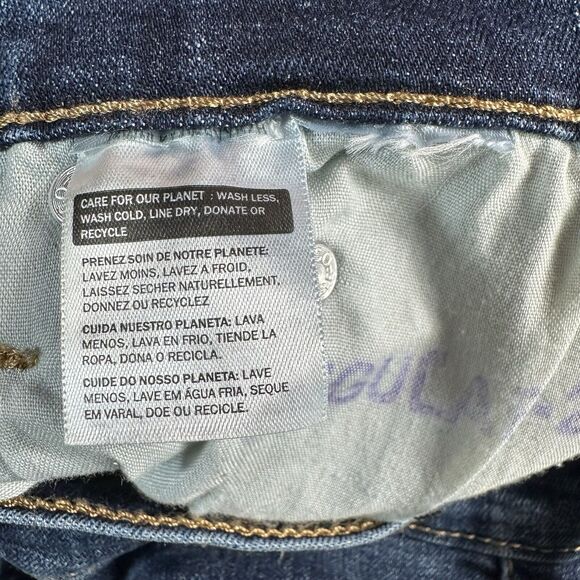 CARE FOR OUR PLANET : WASH LESS,
WASH COLD, LINE DRY, DONATE OR
RECYCLE
PRENEZ SOIN DE NOTRE PLANETE:
LAVEZ MOINS, LAVEZ A FROID,
LAISSEZ SECHER NATURELLEMENT,
DONNEZ OU RECYCLEZ
CUIDA NUESTRO PLANETA: LAVA
MENOS, LAVA EN FRIO, TIENDE LA
ROPA, DONA O RECICLA.
CUIDE DO NOSSO PLANETA: LAVE
MENOS, LAVE EM ÁGUA FRIA, SEQUE
EM VARAL, DOE OU RECICLE.